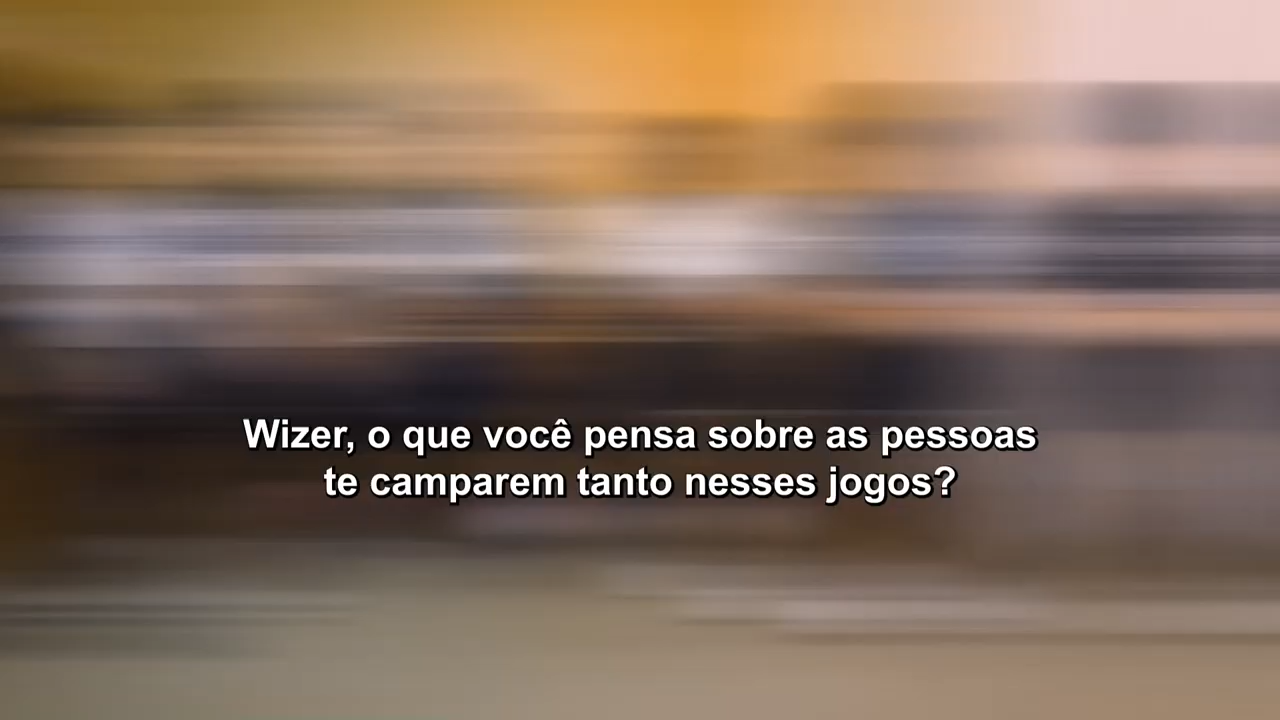 Wizer, o que você pensa sobre as pessoas
te camparem tanto nesses jogos?